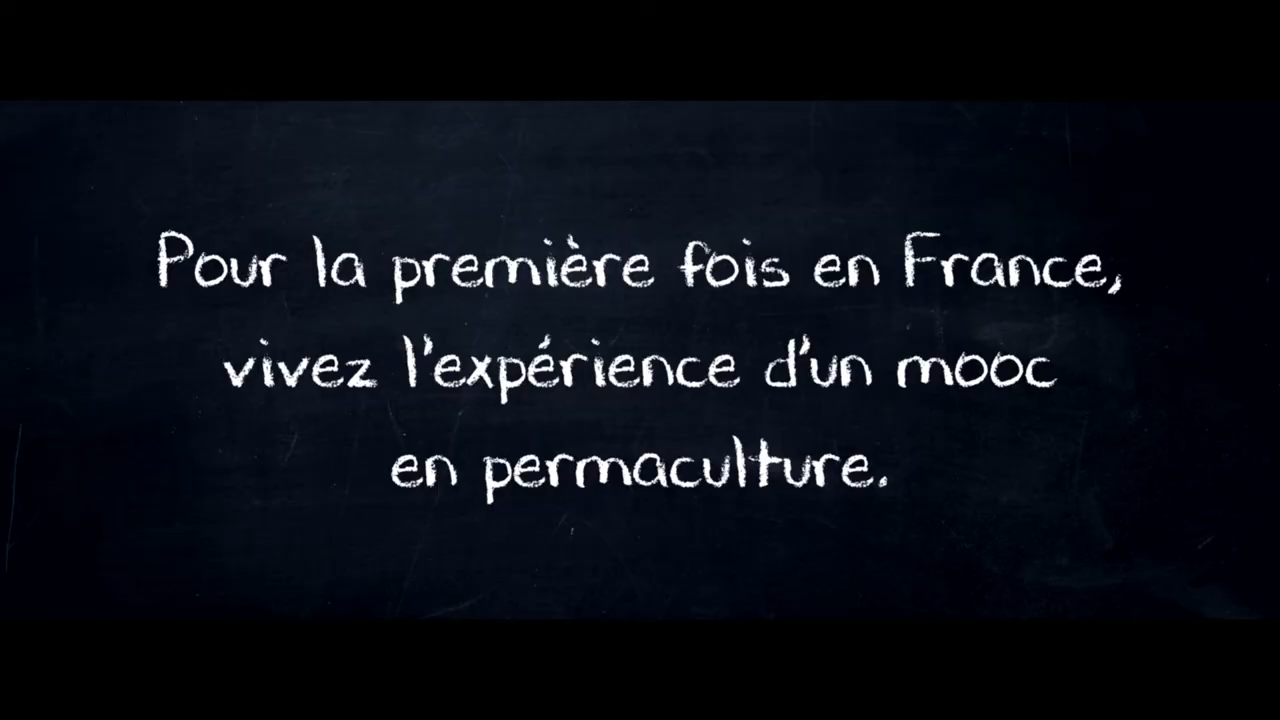 Pour la première fois en France,
vivez l'expérience d'un mooc
en permaculture.